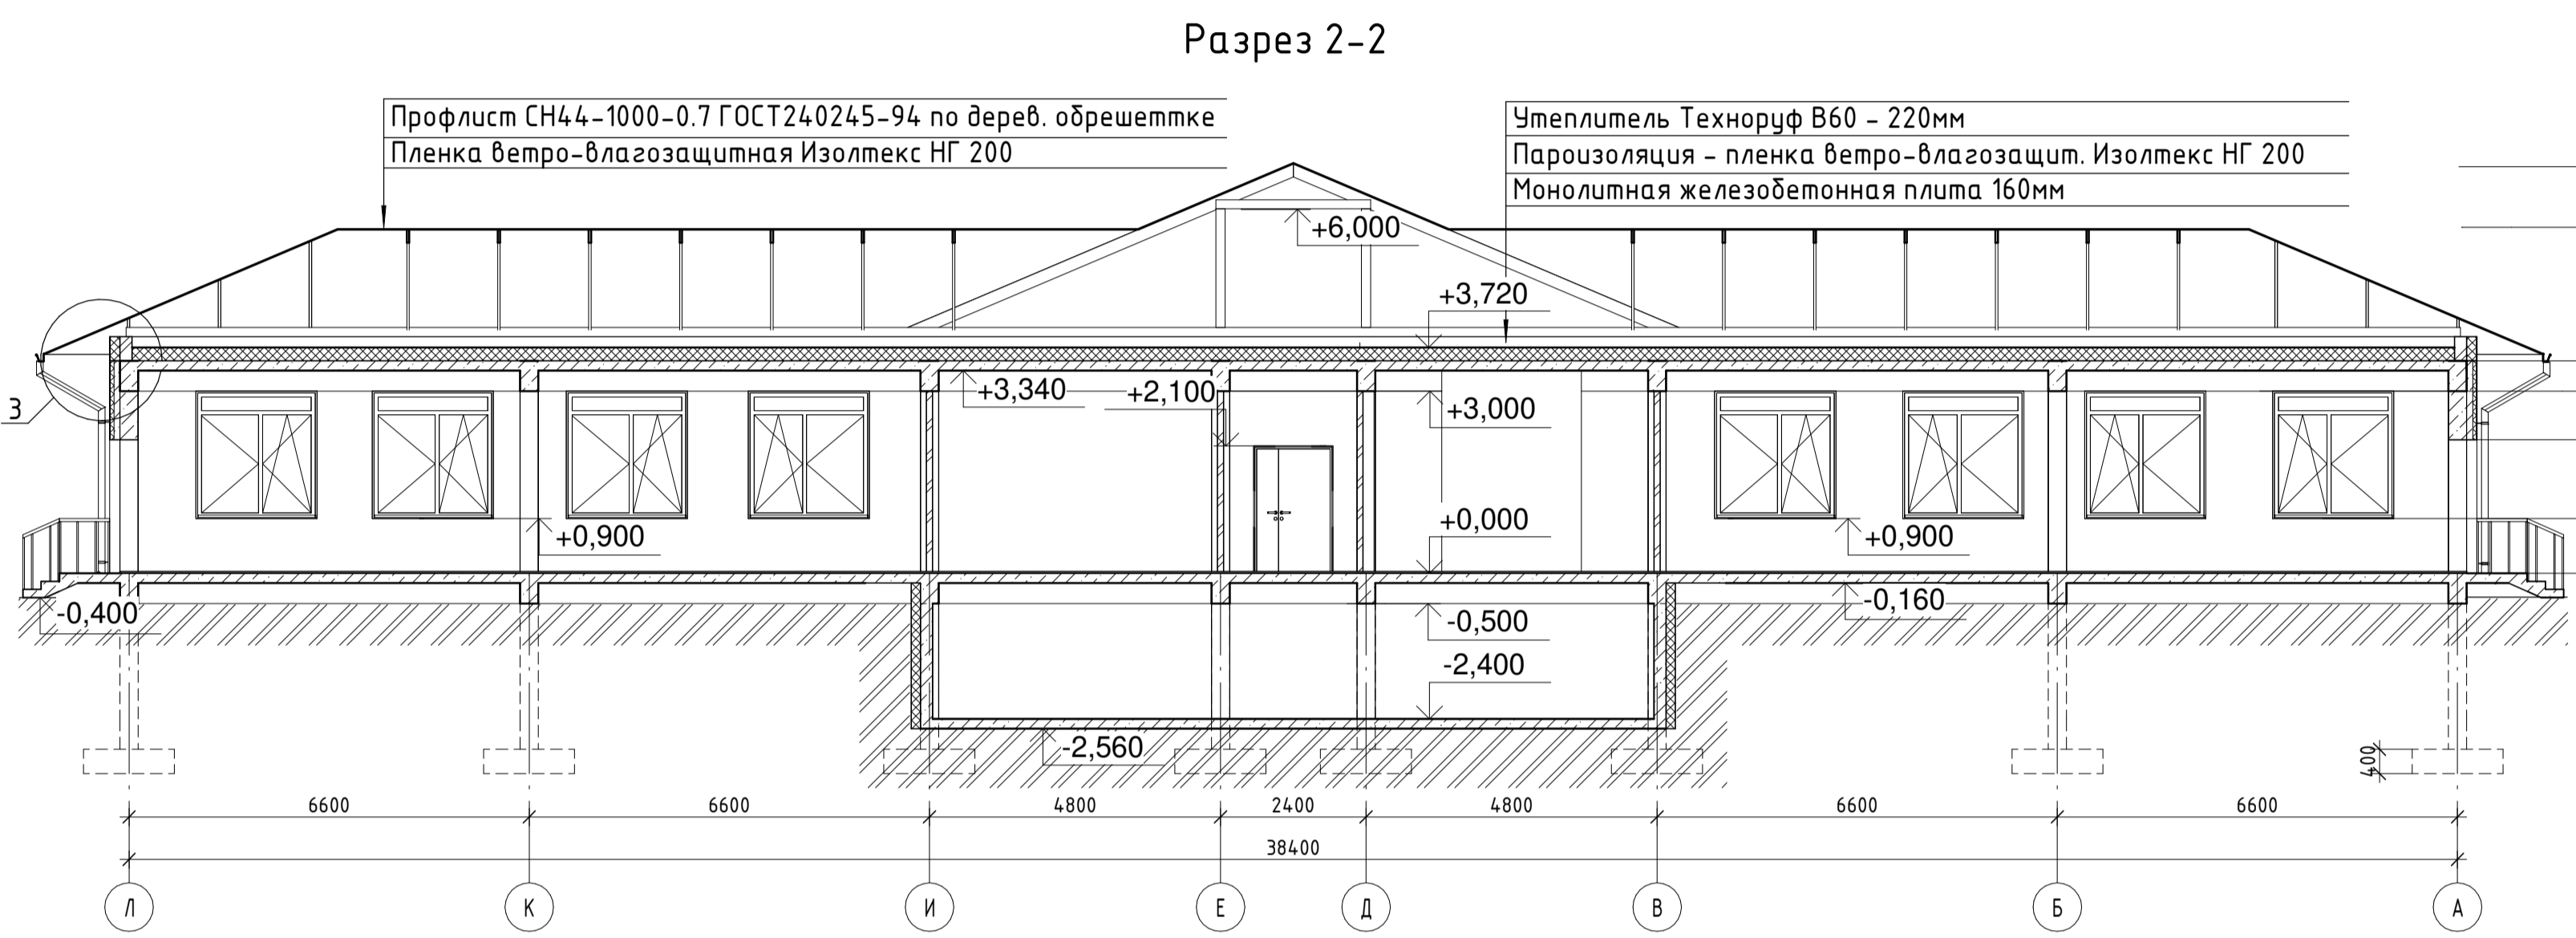 Разрез 2-2
Профлист СН44-1000-0.7 ГОСТ240245-94 по дерев. обрешеттке
Пленка ветро-влагозащитная Изолтекс НГ 200
Утеплитель Техноруф В60 - 220мм
Пароизоляция - пленка ветро-влагозащит. Изолтекс НГ 200
Монолитная железобетонная плита 160мм
+6,000
+3,720
+3,340
+2,100
+3,000
З
+0,900
+0,000
+0,900
-0,400
-0,500
-0,160
-2,400
-2,560
400
6600 6600 4800 2400 4800 6600 6600
38400
Л К И Е Д В Б А